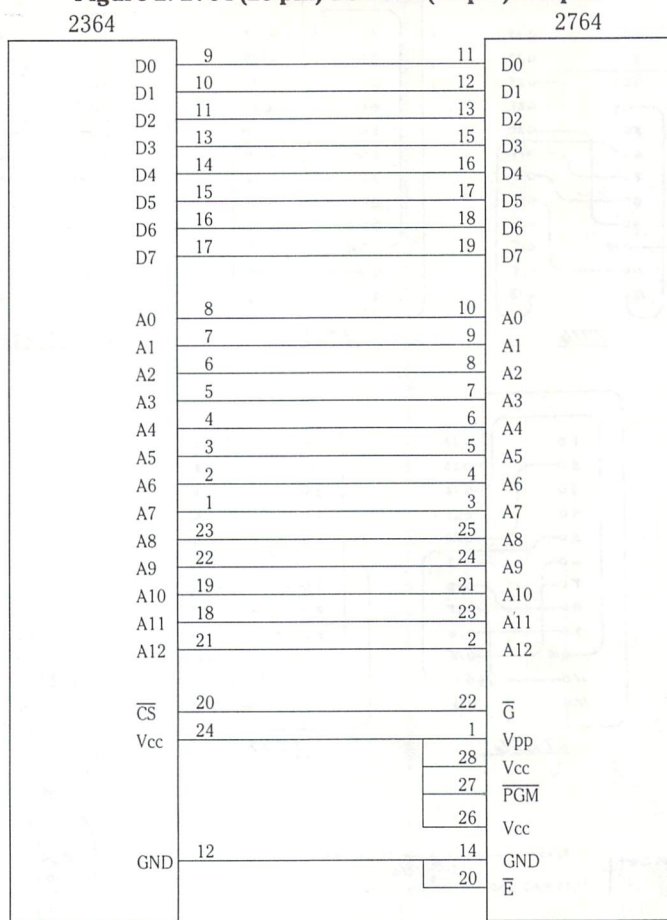 Figure pin) pin)
2364 2764
D0 9 11 D0
D1 10 12 D1
D2 11 13 D2
D3 13 15 D3
D4 14 16 D4
D5 15 17 D5
D6 16 18 D6
D7 17 19 D7
A0 8 10 A0
A1 7 9 A1
A2 6 8 A2
A3 5 7 A3
A4 4 6 A4
A5 3 5 A5
A6 2 4 A6
A7 1 3 A7
A8 23 25 A8
A9 22 24 A9
A10 19 21 A10
A11 18 23 A11
A12 21 2 A12
C̅S̅ 20 22 G̅
Vcc 24 1 Vpp
28 Vcc
27 P̅G̅M̅
26 Vcc
GND 12 14 GND
20 E̅